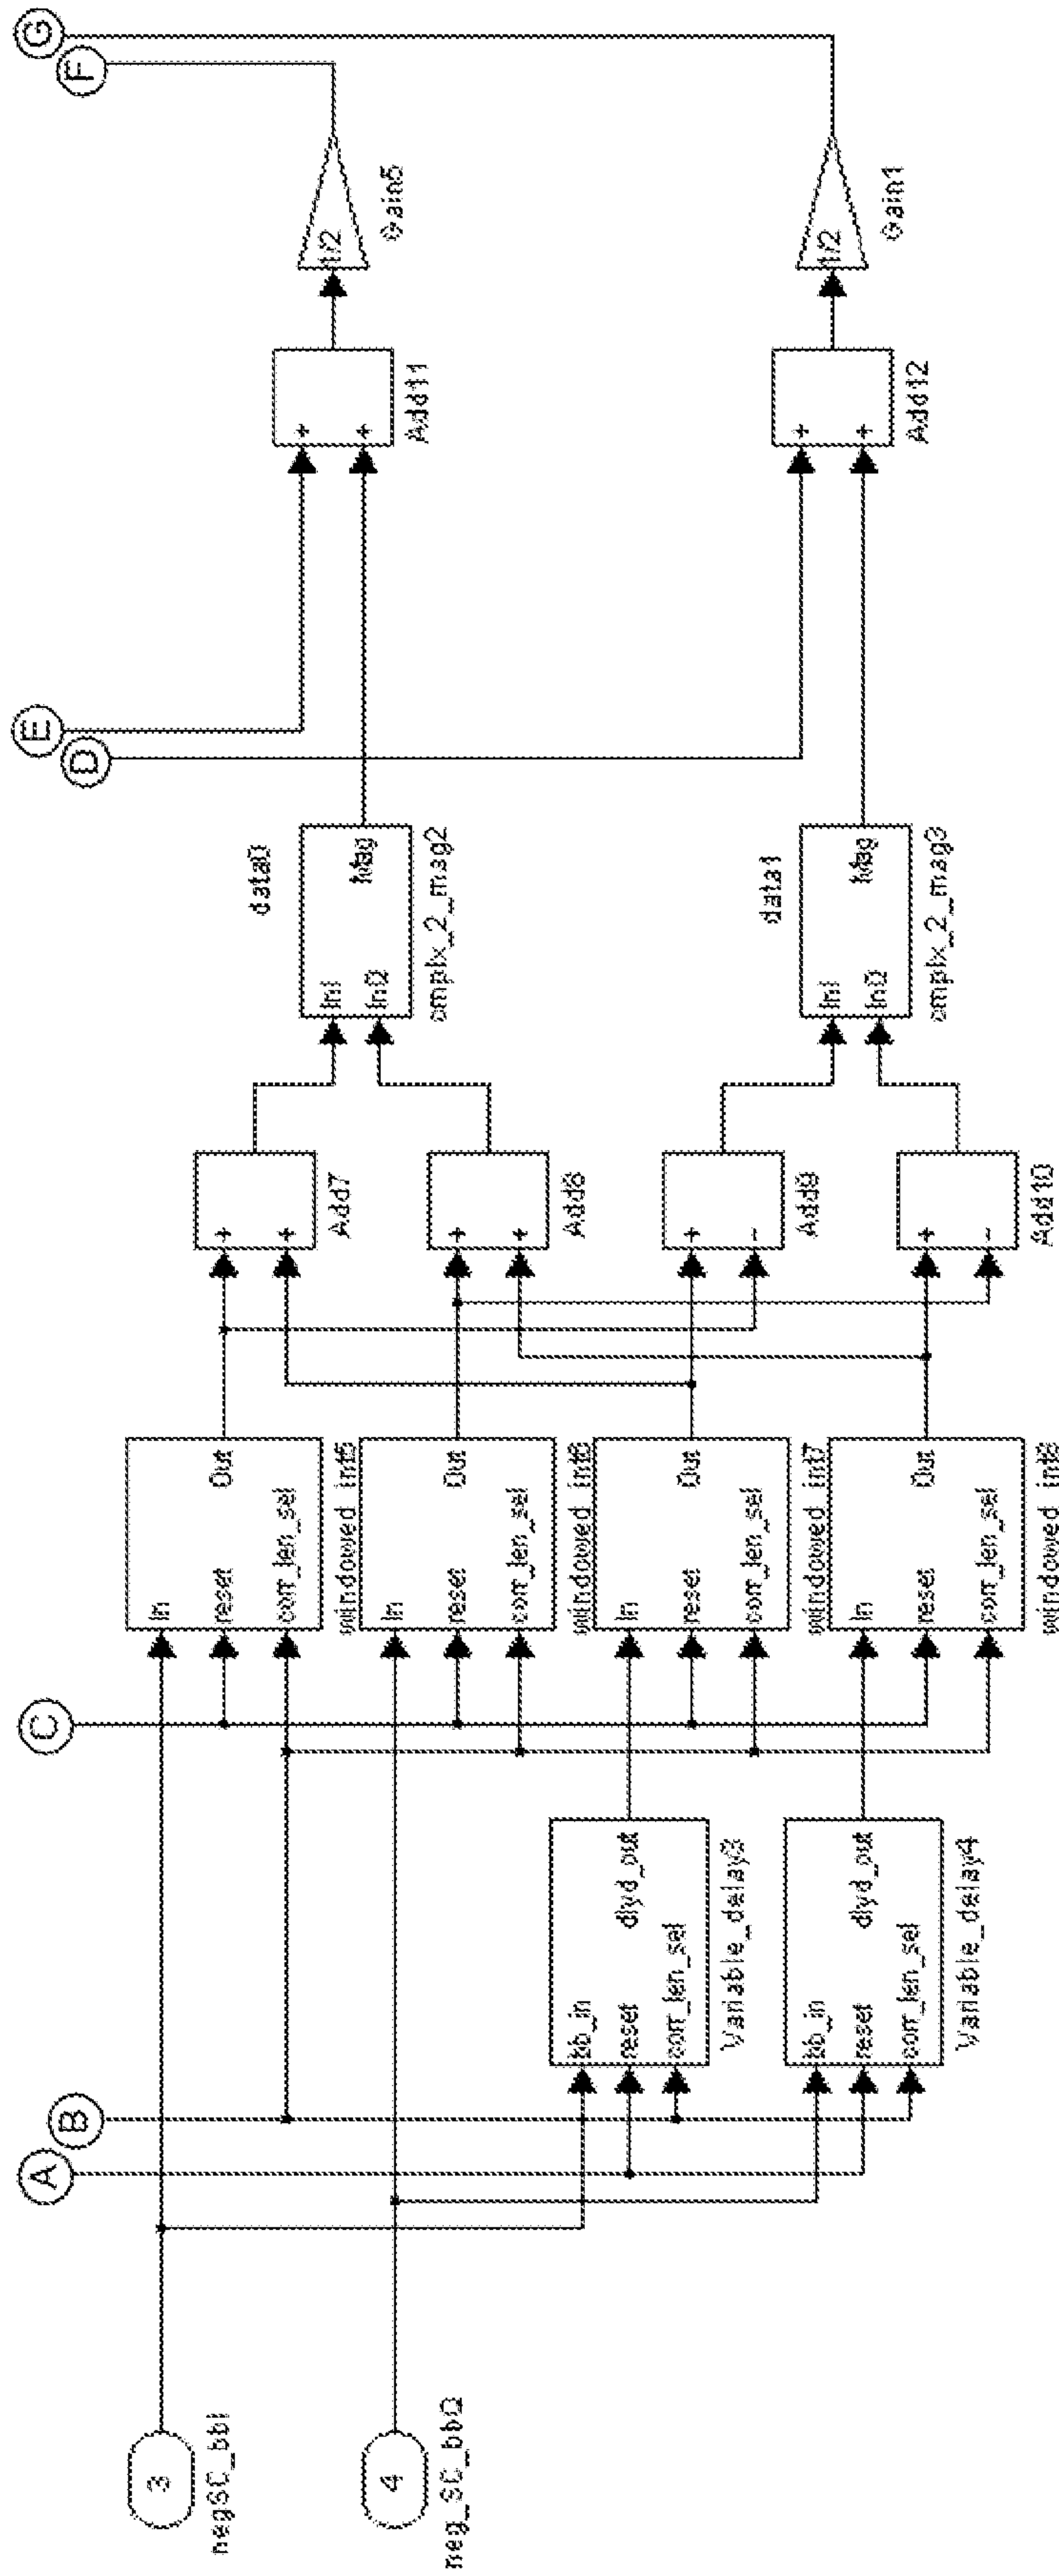 3
negSC_bbI
4
neg_SC_bbQ
A
B
C
bb_in
reset
corr_len_sel
dlyd_out
Variable_delay3
bb_in
reset
corr_len_sel
dlyd_out
Variable_delay4
In
reset
corr_len_sel
Out
windowed_int5
In
reset
corr_len_sel
Out
windowed_int6
In
reset
corr_len_sel
Out
windowed_int7
In
reset
corr_len_sel
Out
windowed_int8
+
+
Add7
+
+
Add8
+
-
Add9
+
-
Add10
data0
InI
InQ
Mag
cmplx_2_mag2
data1
InI
InQ
Mag
cmplx_2_mag3
E
D
+
+
Add11
+
+
Add12
1/2
Gain5
1/2
Gain1
F
G